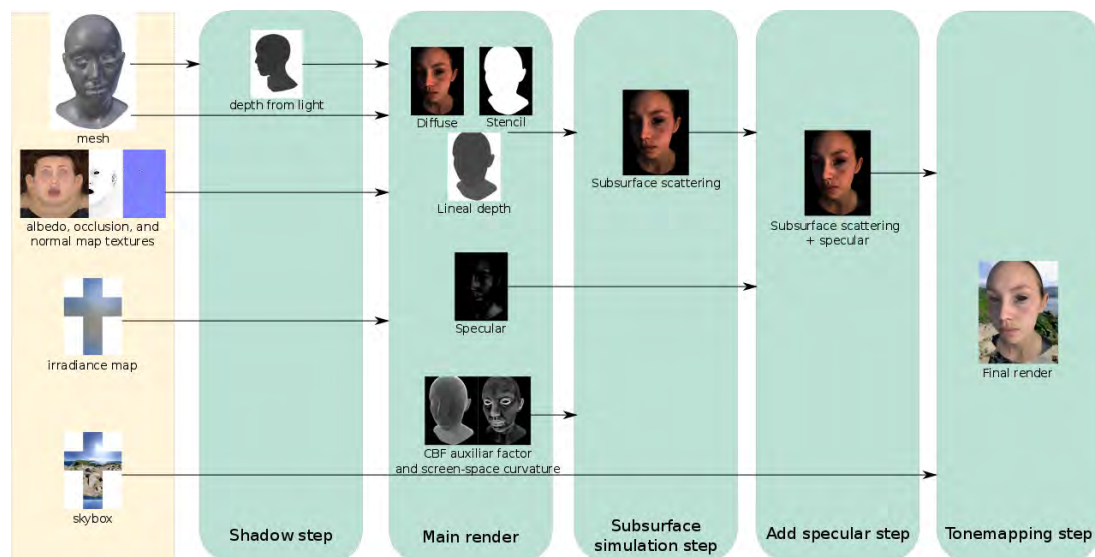 mesh
albedo, occlusion, and
normal map textures
irradiance map
skybox
depth from light
Shadow step
Diffuse
Stencil
Lineal depth
Specular
CBF auxiliar factor
and screen-space curvature
Main render
Subsurface scattering
Subsurface
simulation step
Subsurface scattering
+ specular
Add specular step
Final render
Tonemapping step